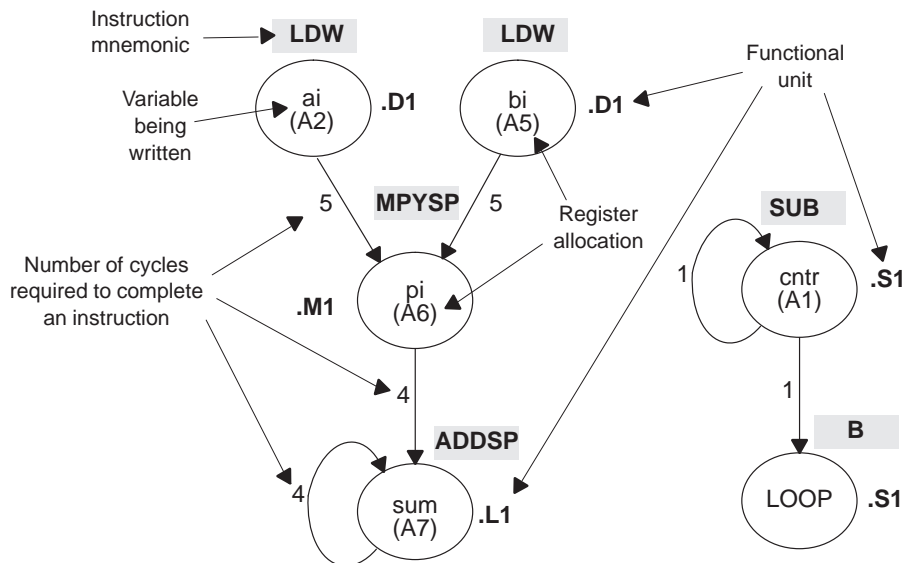 Instruction
mnemonic
LDW
LDW
Functional
unit
Variable
being
written
ai
(A2)
.D1
bi
(A5)
.D1
5
MPYSP
5
Register
allocation
SUB
Number of cycles
required to complete
an instruction
.M1
pi
(A6)
1
cntr
(A1)
.S1
4
1
ADDSP
B
4
sum
(A7)
.L1
LOOP
.S1